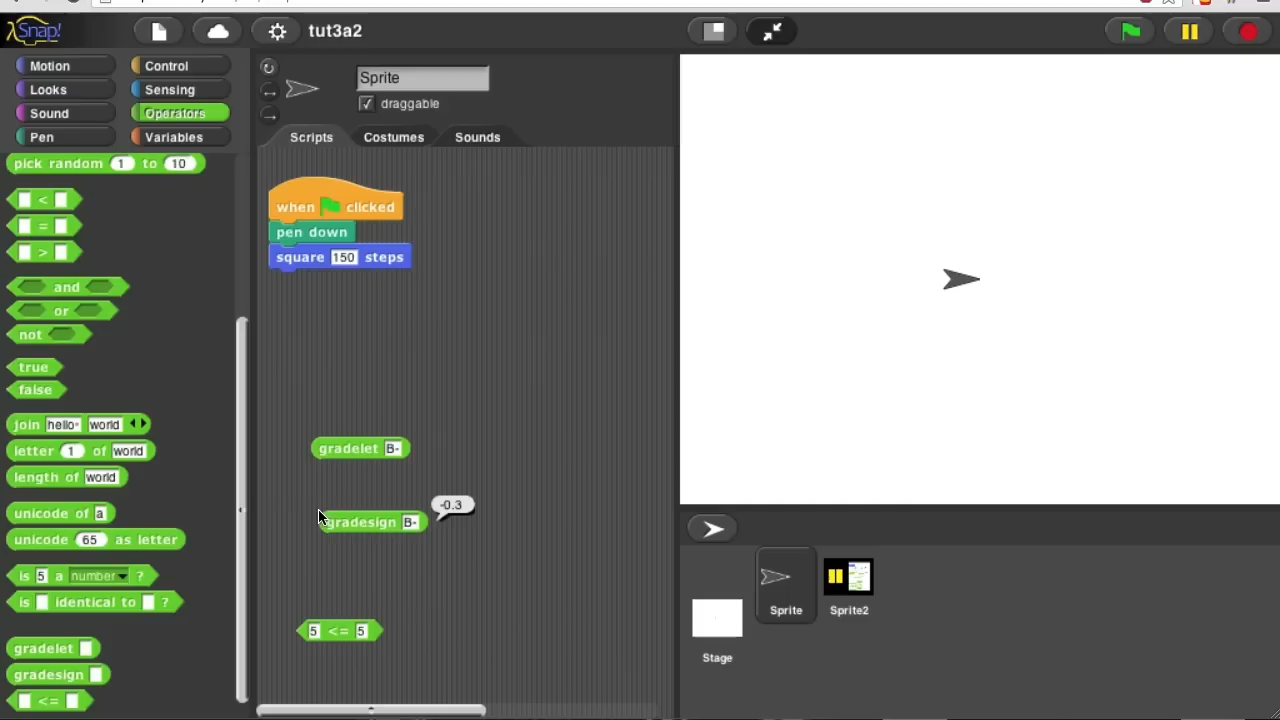 λSnap!
tut3a2
Motion
Control
Looks
Sensing
Sound
Operators
Pen
Variables
Sprite
draggable
Scripts
Costumes
Sounds
pick random 1 to 10
<
=
>
and
or
not
true
false
join hello world
letter 1 of world
length of world
unicode of a
unicode 65 as letter
is 5 a number ?
is identical to ?
gradelet
gradesign
<=
when clicked
pen down
square 150 steps
gradelet B-
-0.3
gradesign B-
5 <= 5
Sprite
Sprite2
Stage